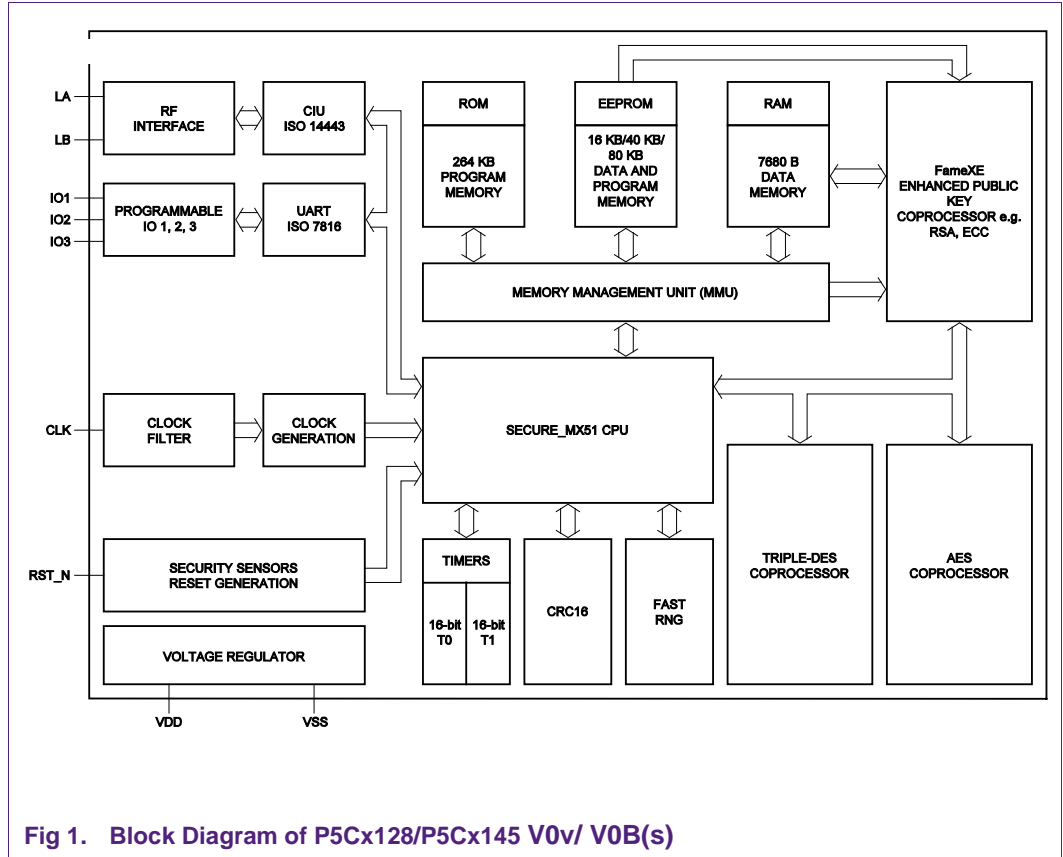 LA
LB
RF
INTERFACE
CIU
ISO 14443
IO1
IO2
IO3
PROGRAMMABLE
IO 1, 2, 3
UART
ISO 7816
ROM
264 KB
PROGRAM
MEMORY
EEPROM
16 KB/40 KB/
80 KB
DATA AND
PROGRAM
MEMORY
RAM
7680 B
DATA
MEMORY
FameXE
ENHANCED PUBLIC
KEY
COPROCESSOR e.g.
RSA, ECC
MEMORY MANAGEMENT UNIT (MMU)
CLK
CLOCK
FILTER
CLOCK
GENERATION
SECURE_MX51 CPU
RST_N
SECURITY SENSORS
RESET GENERATION
VOLTAGE REGULATOR
VDD
VSS
TIMERS
16-bit
T0
16-bit
T1
CRC16
FAST
RNG
TRIPLE-DES
COPROCESSOR
AES
COPROCESSOR
Fig 1. Block Diagram of P5Cx128/P5Cx145 V0v/ V0B(s)